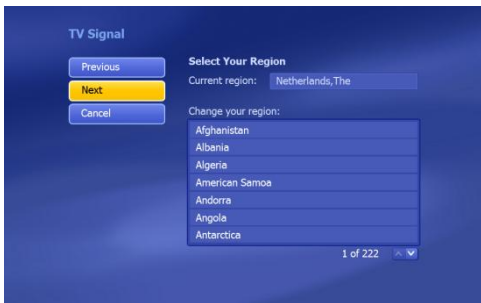 TV Signal
Previous
Next
Cancel
Select Your Region
Current region: Netherlands,The
Change your region:
Afghanistan
Albania
Algeria
American Samoa
Andorra
Angola
Antarctica
1 of 222